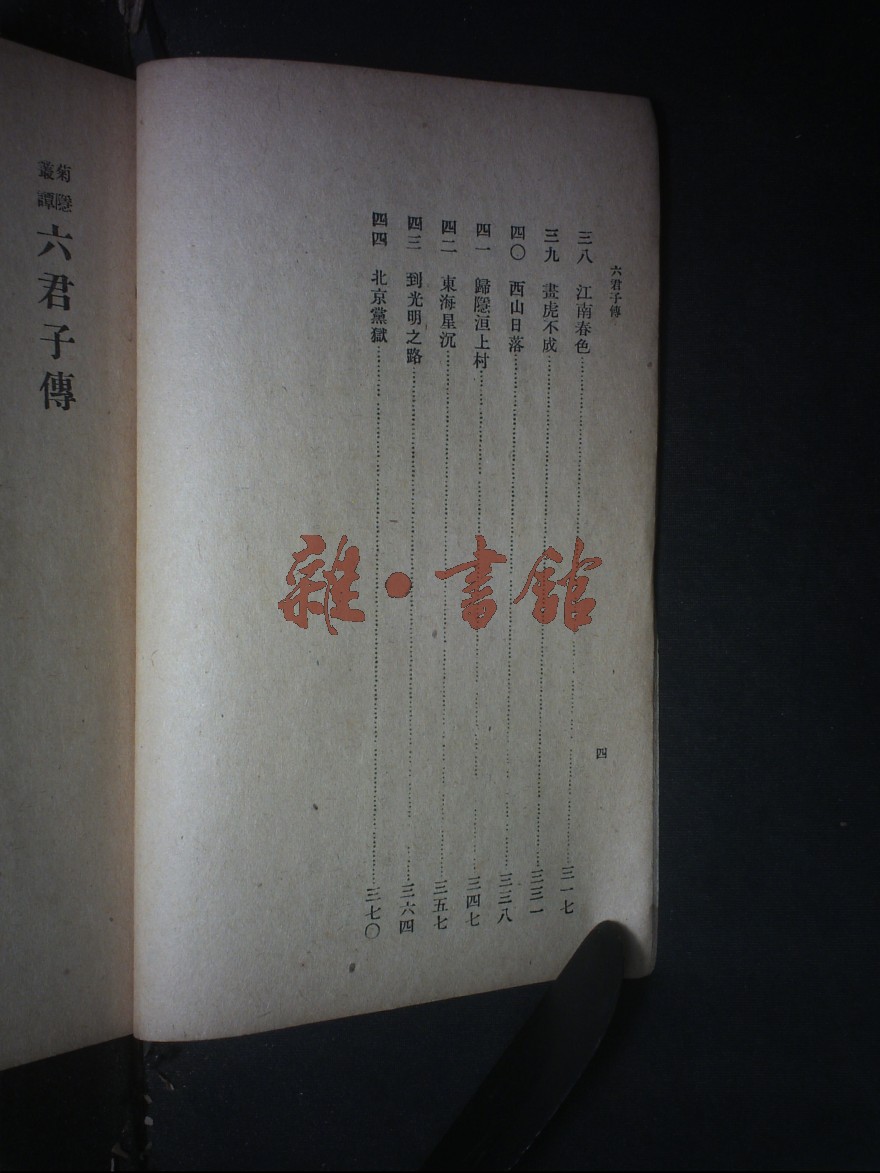 六君子傳
三八 江南春色……三一七
三九 畫虎不成……三三一
四〇 西山日落……三三八
四一 歸隱洹上村……三四七
四二 東海星沉……三五七
四三 到光明之路……三六四
四四 北京黨獄……三七〇
四
菊隱
叢譚
六君子傳
雜·書館